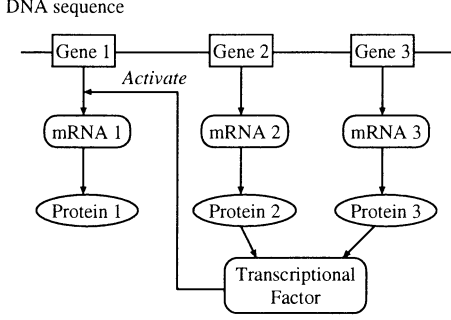 DNA sequence
Gene 1
Gene 2
Gene 3
Activate
mRNA 1
mRNA 2
mRNA 3
Protein 1
Protein 2
Protein 3
Transcriptional
Factor